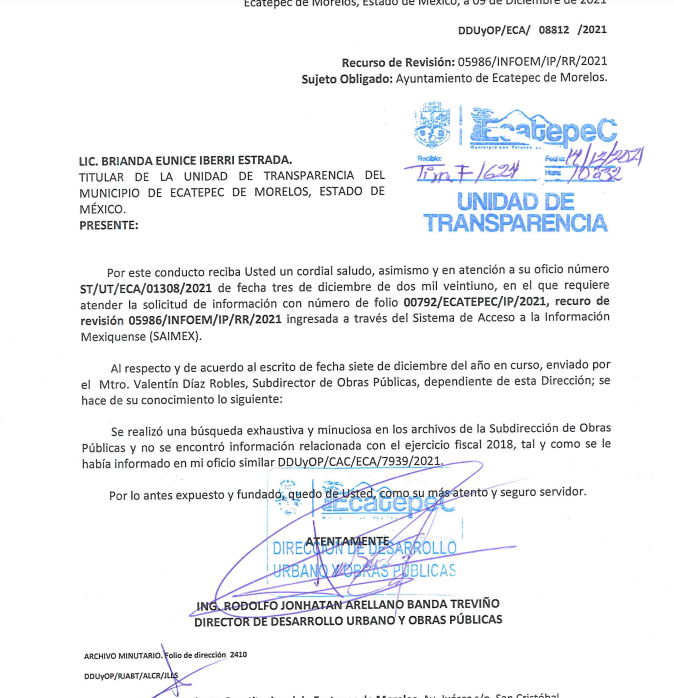 Ecatepec de Morelos, Estado de México, a 09 de Diciembre de 2021
DDUyOP/ECA/ 08812 /2021
Recurso de Revisión: 05986/INFOEM/IP/RR/2021
Sujeto Obligado: Ayuntamiento de Ecatepec de Morelos.
Ecatepec
Recibió: Fecha: 14/12/2021
Hora: 10:32
UNIDAD DE
TRANSPARENCIA
LIC. BRIANDA EUNICE IBERRI ESTRADA.
TITULAR DE LA UNIDAD DE TRANSPARENCIA DEL
MUNICIPIO DE ECATEPEC DE MORELOS, ESTADO DE
MÉXICO.
PRESENTE:
Por este conducto reciba Usted un cordial saludo, asimismo y en atención a su oficio número
ST/UT/ECA/01308/2021 de fecha tres de diciembre de dos mil veintiuno, en el que requiere
atender la solicitud de información con número de folio 00792/ECATEPEC/IP/2021, recuro de
revisión 05986/INFOEM/IP/RR/2021 ingresada a través del Sistema de Acceso a la Información
Mexiquense (SAIMEX).
Al respecto y de acuerdo al escrito de fecha siete de diciembre del año en curso, enviado por
el Mtro. Valentín Díaz Robles, Subdirector de Obras Públicas, dependiente de esta Dirección; se
hace de su conocimiento lo siguiente:
Se realizó una búsqueda exhaustiva y minuciosa en los archivos de la Subdirección de Obras
Públicas y no se encontró información relacionada con el ejercicio fiscal 2018, tal y como se le
había informado en mi oficio similar DDUyOP/CAC/ECA/7939/2021.
Por lo antes expuesto y fundado, quedo de Usted, como su más atento y seguro servidor.
Ecatepec
ATENTAMENTE
DIRECCIÓN DE DESARROLLO
URBANO Y OBRAS PÚBLICAS
ING. RODOLFO JONHATAN ARELLANO BANDA TREVIÑO
DIRECTOR DE DESARROLLO URBANO Y OBRAS PÚBLICAS
ARCHIVO MINUTARIO. Folio de dirección 2410
DDUyOP/RJABT/ALCR/JLLS
de Morelos, Av. Juárez s/n, San Cristóbal